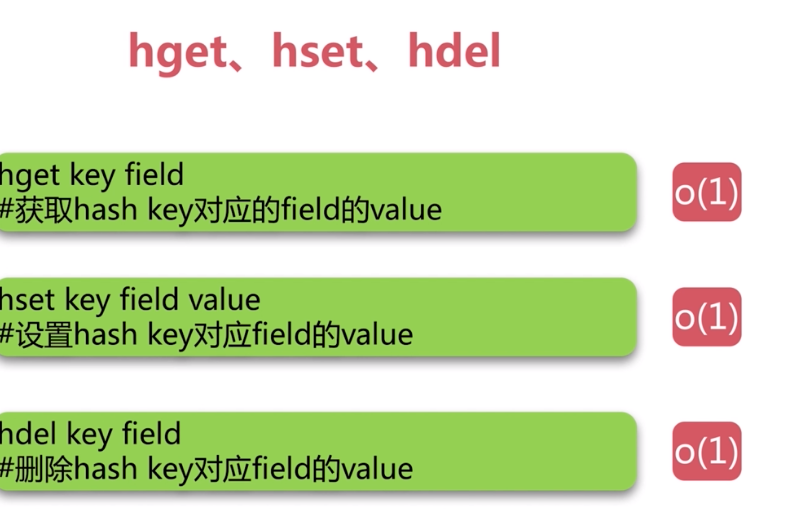 hget、hset、hdel
hget key field
#获取hash key对应的field的value
o(1)
hset key field value
#设置hash key对应field的value
o(1)
hdel key field
#删除hash key对应field的value
o(1)